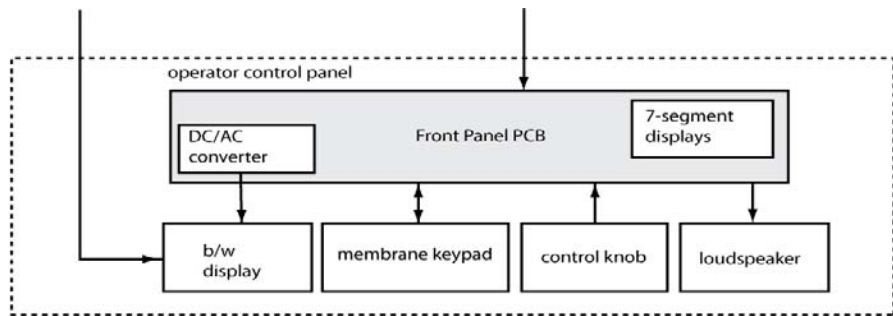 operator control panel
7-segment
displays
Front Panel PCB
DC/AC
converter
b/w
display
membrane keypad
control knob
loudspeaker